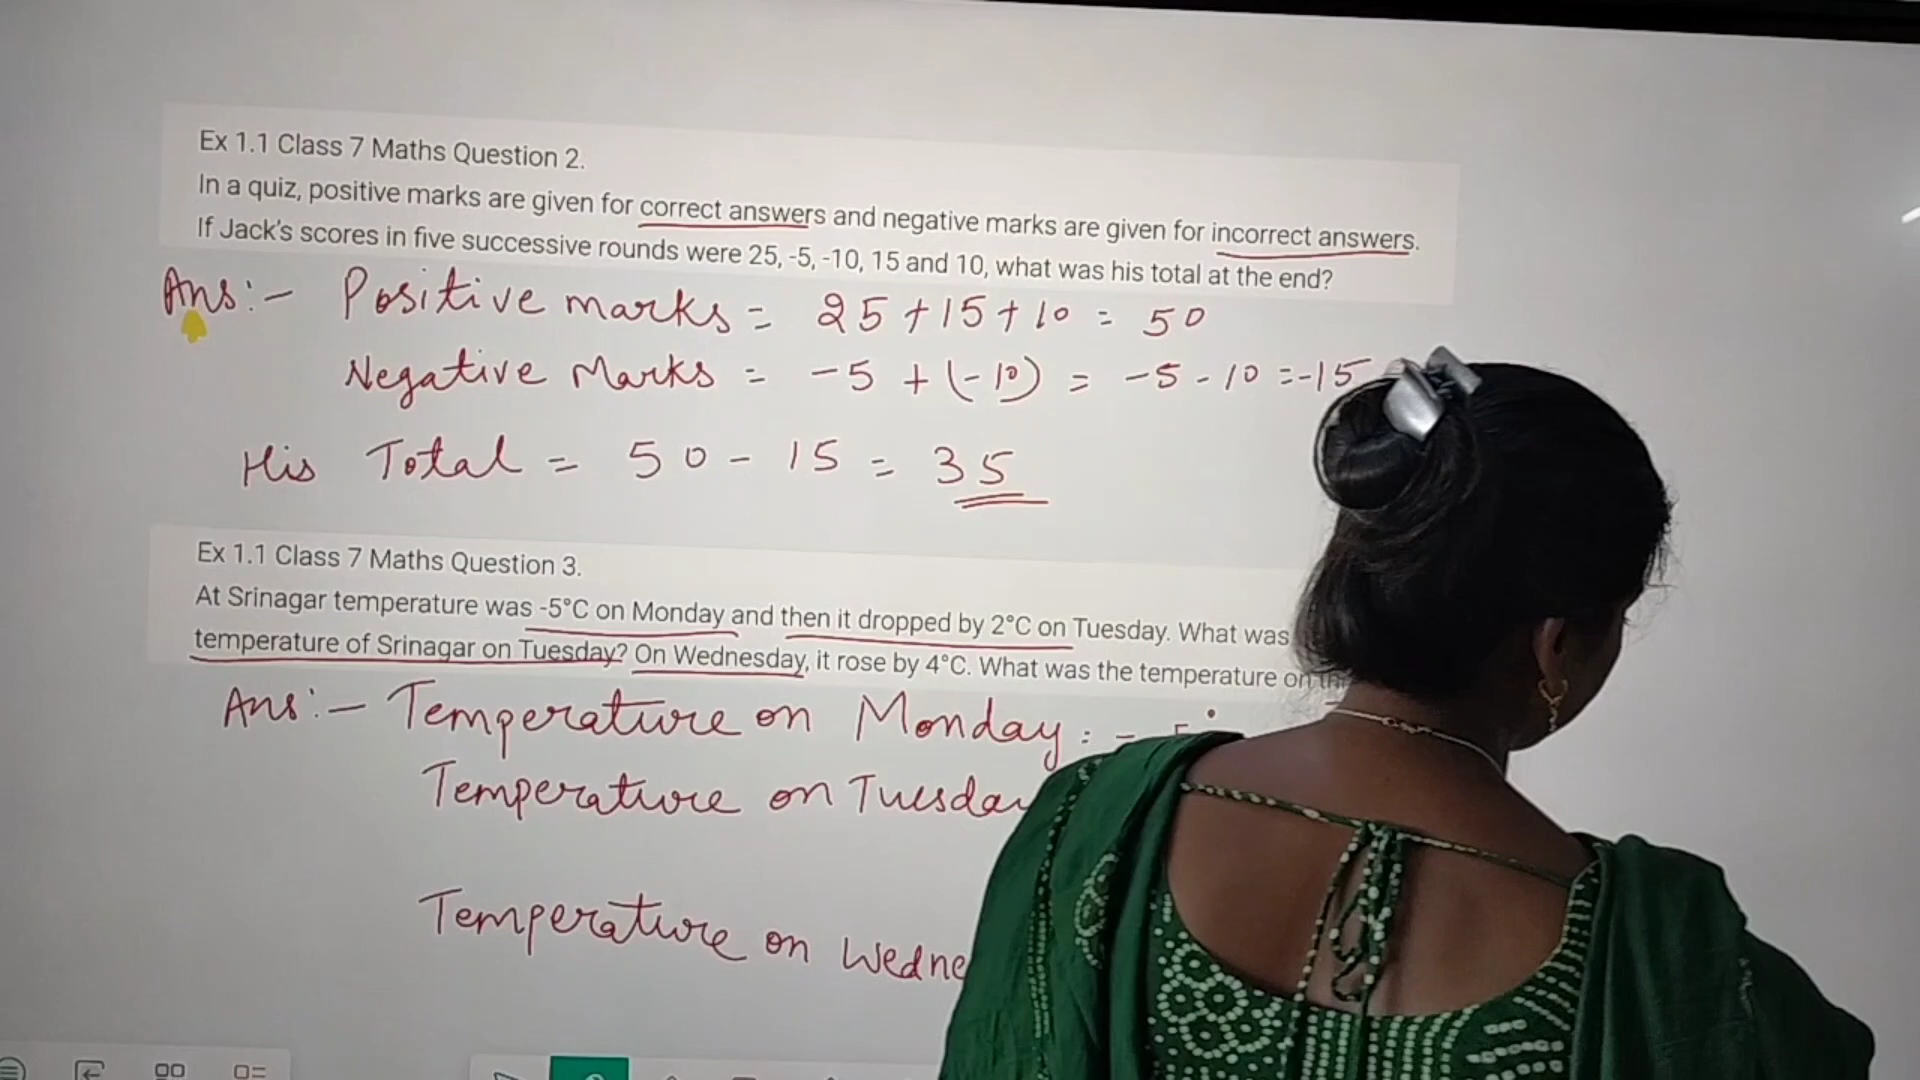 Ex 1.1 Class 7 Maths Question 2.
In a quiz, positive marks are given for correct answers and negative marks are given for incorrect answers.
If Jack's scores in five successive rounds were 25, -5, -10, 15 and 10, what was his total at the end?
Ans:- Positive marks = 25+15+10 = 50
Negative Marks = -5 + (-10) = -5-10=-15
His Total = 50 - 15 = 35
Ex 1.1 Class 7 Maths Question 3.
At Srinagar temperature was -5°C on Monday and then it dropped by 2°C on Tuesday. What was
temperature of Srinagar on Tuesday? On Wednesday, it rose by 4°C. What was the temperature on
Ans:- Temperature on Monday = -5°
Temperature on Tuesda
Temperature on Wedne